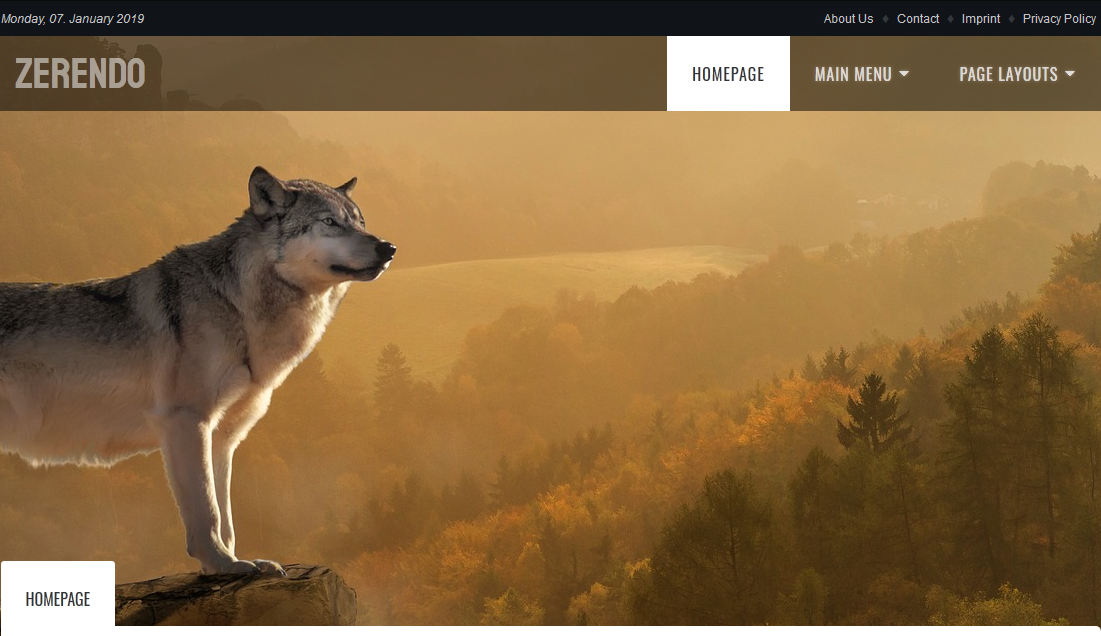 Monday, 07. January 2019
About Us ♦ Contact ♦ Imprint ♦ Privacy Policy
ZERENDO
HOMEPAGE MAIN MENU PAGE LAYOUTS
HOMEPAGE